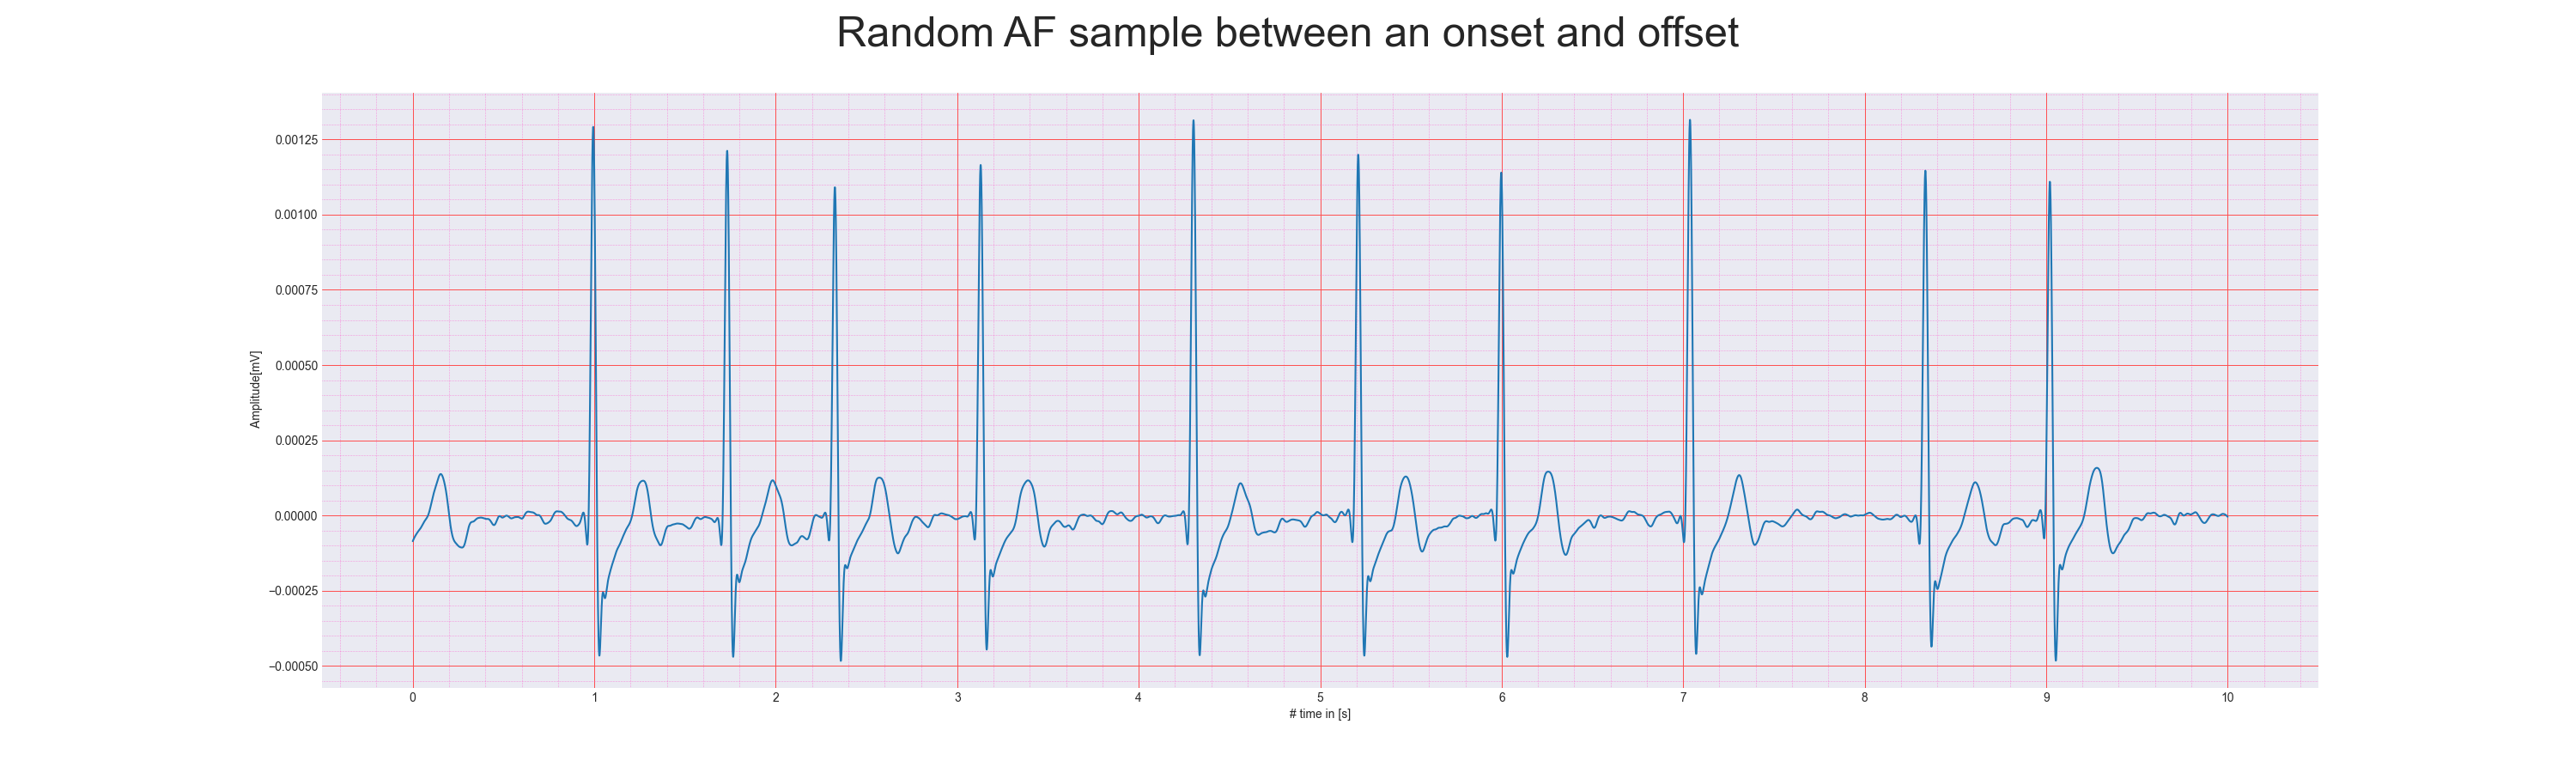 Random AF sample between an onset and offset
0.00125
0.00100
0.00075
0.00050
0.00025
0.00000
−0.00025
−0.00050
Amplitude[mV]
0 1 2 3 4 5 6 7 8 9 10
# time in [s]